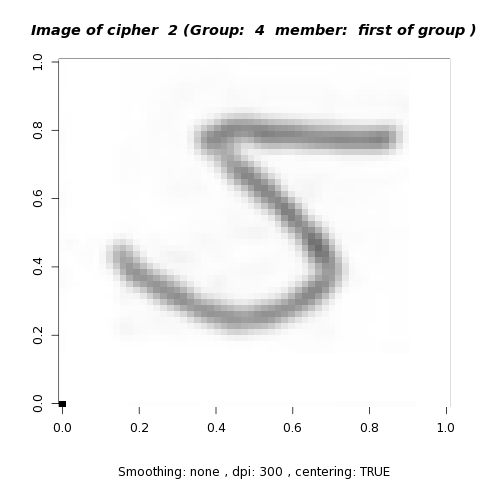 Image of cipher 2 (Group: 4 member: first of group )
1.0
0.8
0.6
0.4
0.2
0.0
5
0.0 0.2 0.4 0.6 0.8 1.0
Smoothing: none , dpi: 300 , centering: TRUE